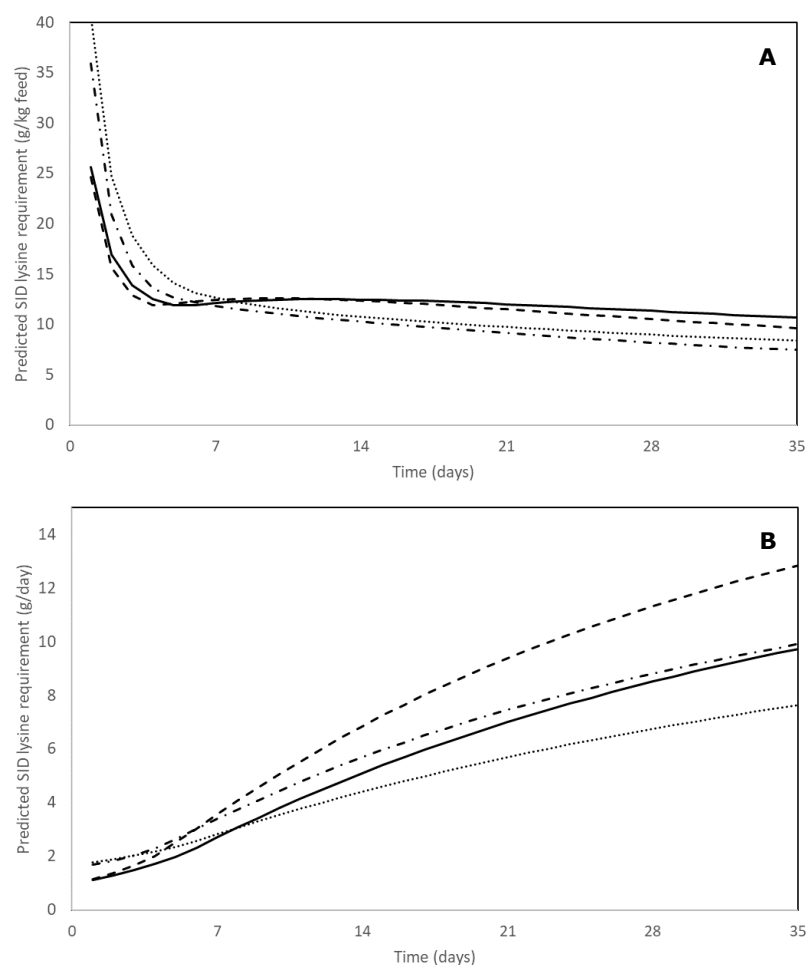 A
Predicted SID lysine requirement (g/kg feed)
40
35
30
25
20
15
10
5
0
0 7 14 21 28 35
Time (days)
B
Predicted SID lysine requirement (g/day)
14
12
10
8
6
4
2
0
0 7 14 21 28 35
Time (days)